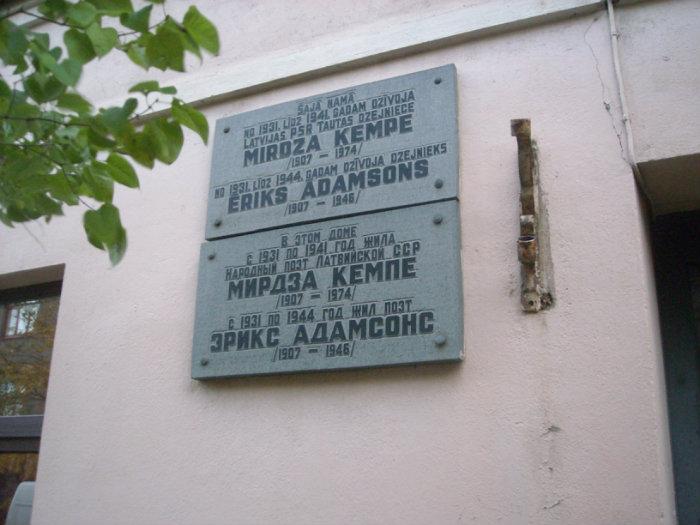 ŠAJĀ NAMĀ
NO 1931. LĪDZ 1941. GADAM DZĪVOJA
LATVIJAS PSR TAUTAS DZEJNIECE
MIRDZA KEMPE
/1907 – 1974/
NO 1931. LĪDZ 1944. GADAM DZĪVOJA DZEJNIEKS
ĒRIKS ĀDAMSONS
/1907 – 1946/
В ЭТОМ ДОМЕ
С 1931 ПО 1941 ГОД ЖИЛА
НАРОДНЫЙ ПОЭТ ЛАТВИЙСКОЙ ССР
МИРДЗА КЕМПЕ
/1907 – 1974/
С 1931 ПО 1944 ГОД ЖИЛ ПОЭТ
ЭРИКС АДАМСОНС
/1907 – 1946/